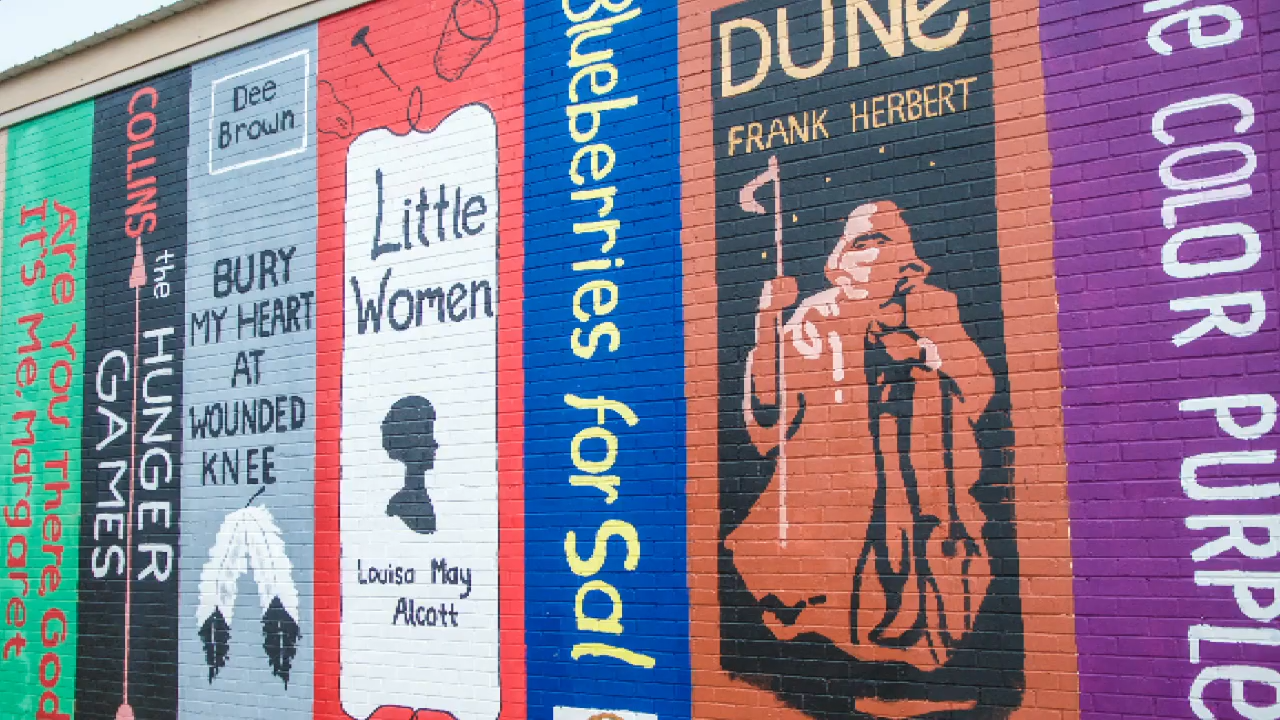 Are You There God
It's Me, Margaret
COLLINS
the HUNGER
GAMES
Dee
Brown
BURY
MY HEART
AT
WOUNDED
KNEE
Little
Women
Louisa May
Alcott
Blueberries for Sal
DUNe
FRANK HERBERT
he COLOR PURPLe